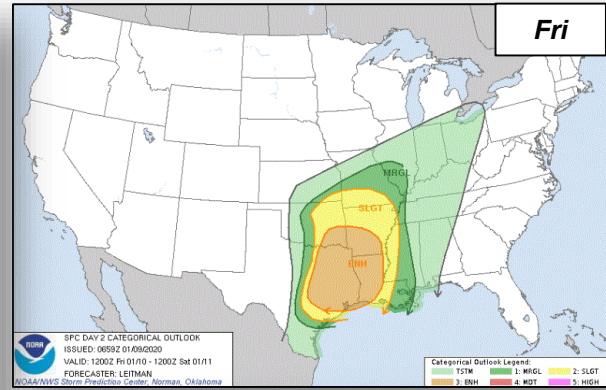 Fri
MRGL
SLGT
ENH
NOAA
SPC DAY 2 CATEGORICAL OUTLOOK
ISSUED: 0659Z 01/09/2020
VALID: 1200Z Fri 01/10 - 1200Z Sat 01/11
FORECASTER: LEITMAN
NOAA/NWS Storm Prediction Center, Norman, Oklahoma
Categorical Outlook Legend:
TSTM 1: MRGL 2: SLGT
3: ENH 4: MDT 5: HIGH